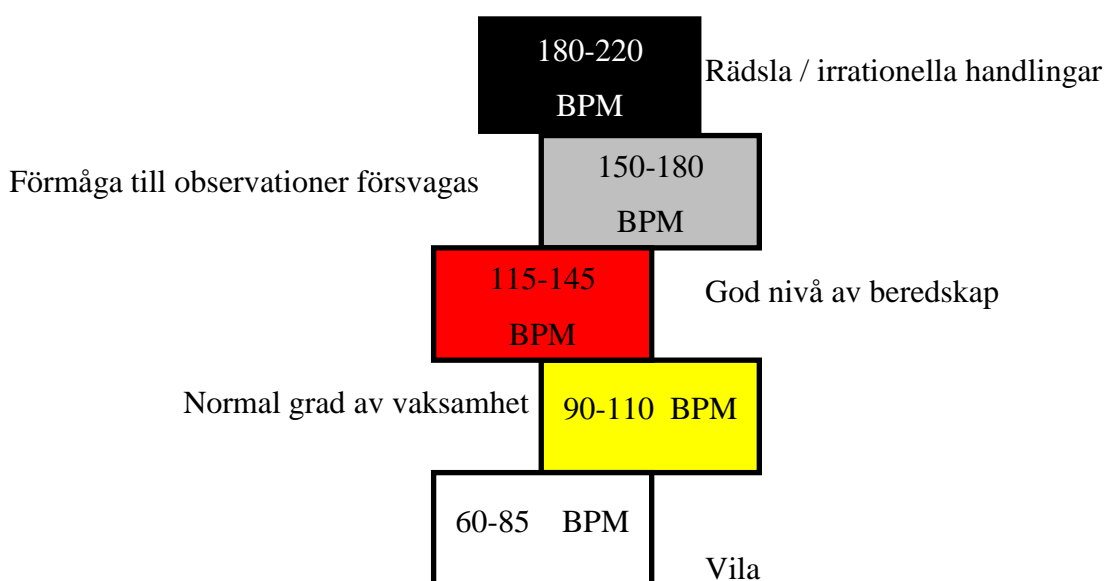 180-220
BPM
Rädsla / irrationella handlingar
150-180
BPM
Förmåga till observationer försvagas
115-145
BPM
God nivå av beredskap
Normal grad av vaksamhet
90-110 BPM
60-85 BPM
Vila